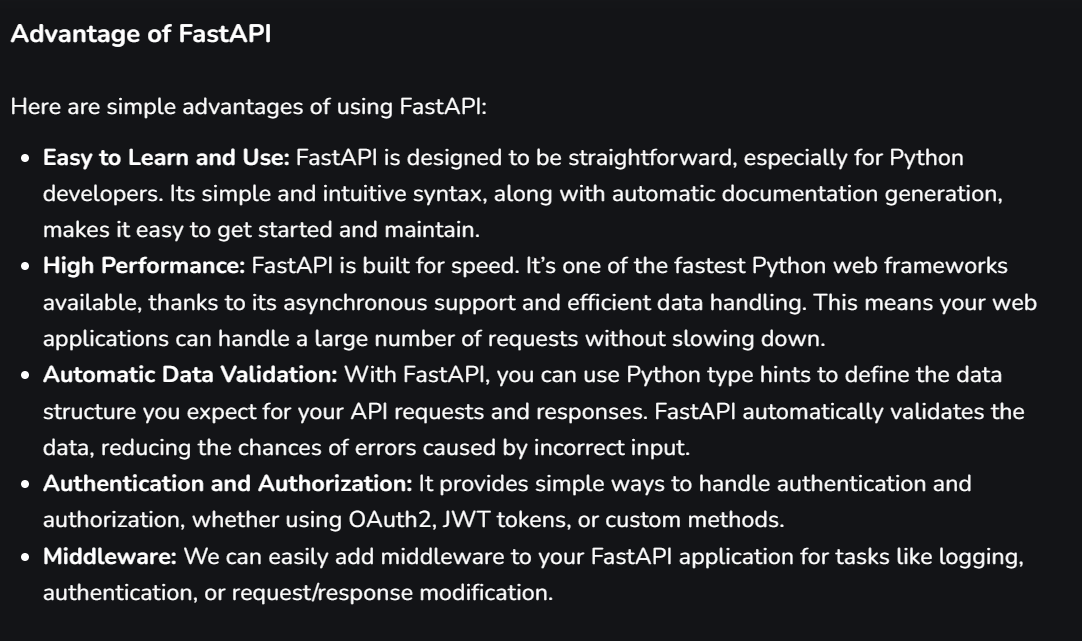 Advantage of FastAPI
Here are simple advantages of using FastAPI:
• Easy to Learn and Use: FastAPI is designed to be straightforward, especially for Python
developers. Its simple and intuitive syntax, along with automatic documentation generation,
makes it easy to get started and maintain.
• High Performance: FastAPI is built for speed. It’s one of the fastest Python web frameworks
available, thanks to its asynchronous support and efficient data handling. This means your web
applications can handle a large number of requests without slowing down.
• Automatic Data Validation: With FastAPI, you can use Python type hints to define the data
structure you expect for your API requests and responses. FastAPI automatically validates the
data, reducing the chances of errors caused by incorrect input.
• Authentication and Authorization: It provides simple ways to handle authentication and
authorization, whether using OAuth2, JWT tokens, or custom methods.
• Middleware: We can easily add middleware to your FastAPI application for tasks like logging,
authentication, or request/response modification.